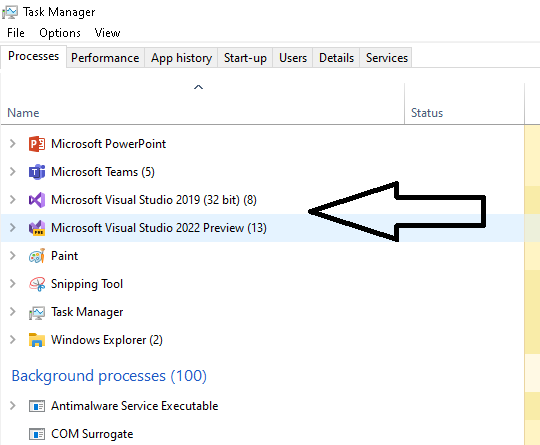 Task Manager
File Options View
Processes Performance App history Start-up Users Details Services
Name Status
Microsoft PowerPoint
Microsoft Teams (5)
Microsoft Visual Studio 2019 (32 bit) (8)
Microsoft Visual Studio 2022 Preview (13)
PRE
Paint
Snipping Tool
Task Manager
Windows Explorer (2)
Background processes (100)
Antimalware Service Executable
COM Surrogate